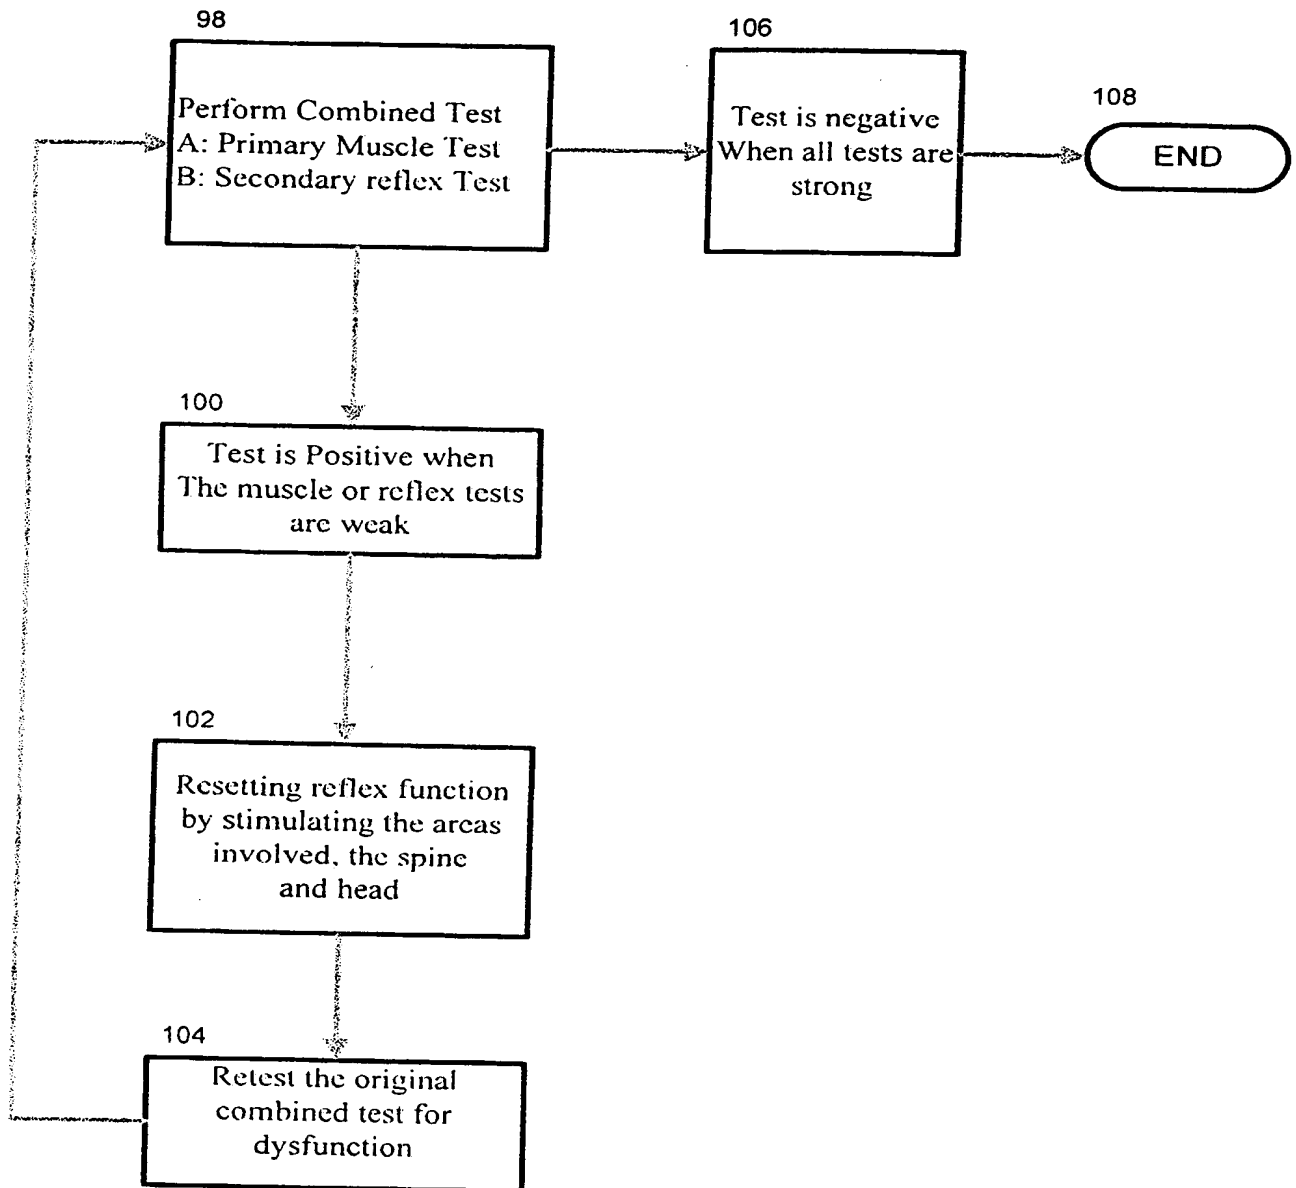 98
Perform Combined Test
A: Primary Muscle Test
B: Secondary reflex Test
106
Test is negative
When all tests are
strong
108
END
100
Test is Positive when
The muscle or reflex tests
are weak
102
Resetting reflex function
by stimulating the areas
involved, the spine
and head
104
Retest the original
combined test for
dysfunction